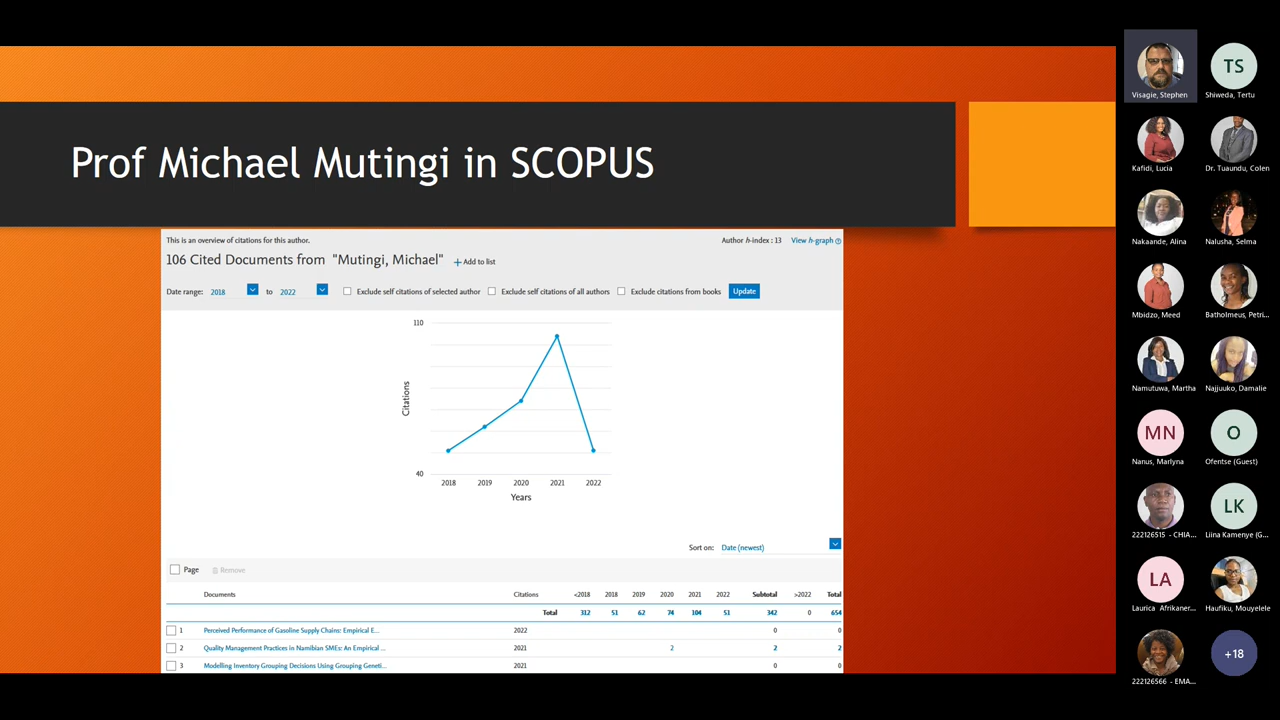 Prof Michael Mutingi in SCOPUS
This is an overview of citations for this author.
Author h-index : 13 View h-graph
106 Cited Documents from "Mutingi, Michael" + Add to list
Date range: 2018 to 2022 Exclude self citations of selected author Exclude self citations of all authors Exclude citations from books Update
110
Citations
40
2018 2019 2020 2021 2022
Years
Sort on: Date (newest)
Page Remove
Documents Citations <2018 2018 2019 2020 2021 2022 Subtotal >2022 Total
Total 312 51 62 74 104 51 342 0 654
1 Perceived Performance of Gasoline Supply Chains: Empirical E... 2022 0 0
2 Quality Management Practices in Namibian SMEs: An Empirical ... 2021 2 2 2
3 Modelling Inventory Grouping Decisions Using Grouping Geneti... 2021 0 0
Visagie, Stephen
TS
Shiweda, Tertu
Kafidi, Lucia
Dr. Tuaundu, Colen
Nakaande, Alina
Nalusha, Selma
Mbidzo, Meed
Batholmeus, Petri...
Namutuwa, Martha
Najjuuko, Damalie
MN
Nanus, Marlyna
O
Ofentse (Guest)
222126515 - CHIA...
LK
Liina Kamenye (G...
LA
Laurica Afrikaner...
Haufiku, Mouyelele
222126566 - EMA...
+18